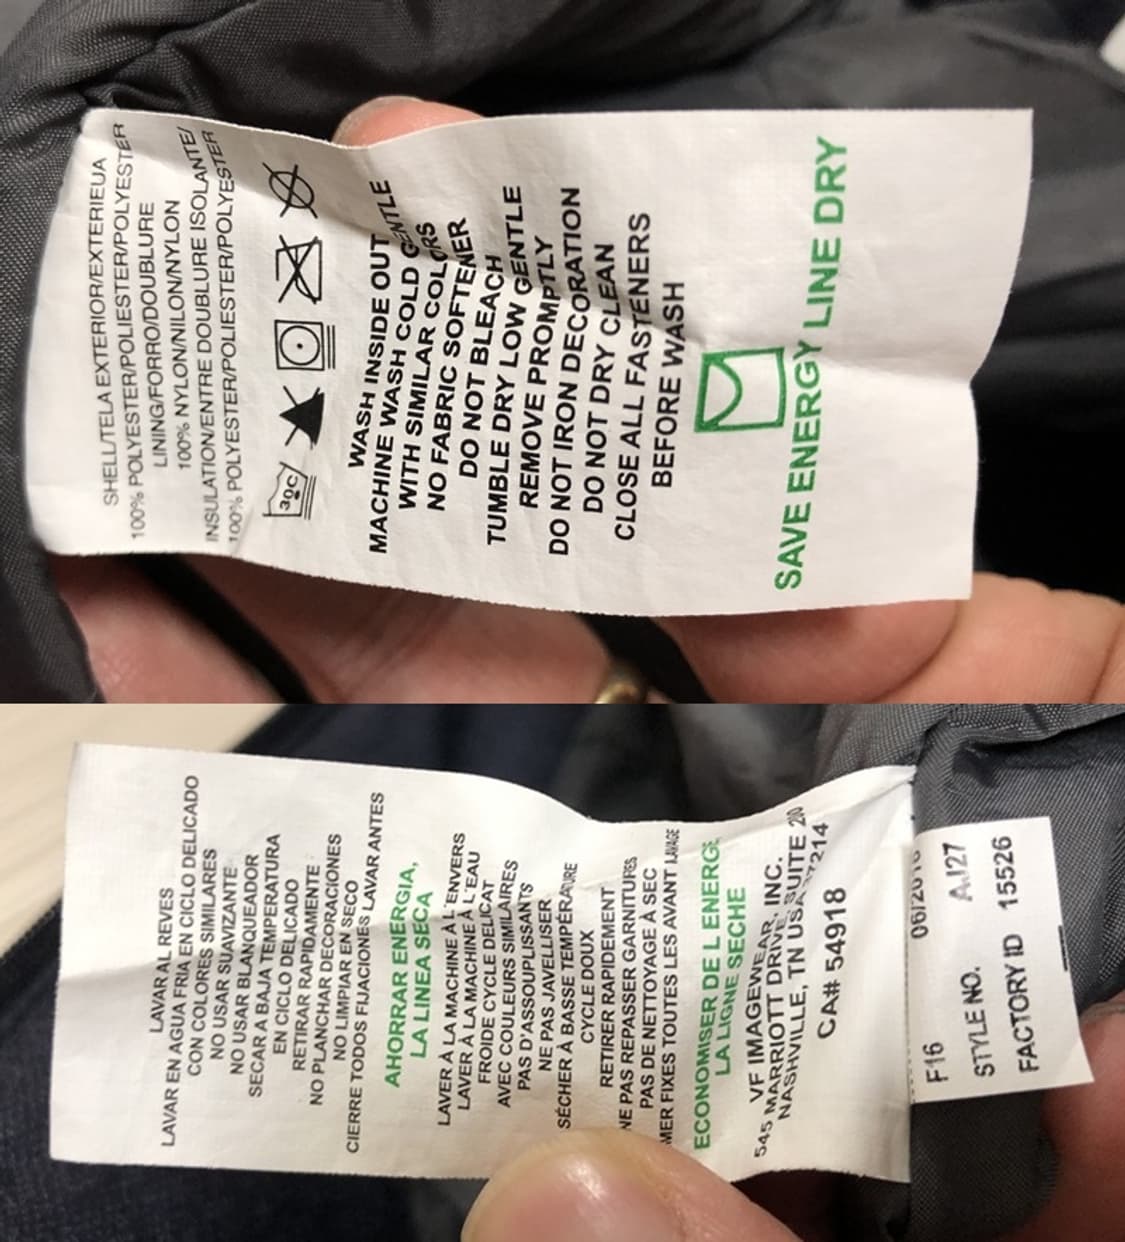 SHELL/TELA EXTERIOR/EXTERIEUA
100% POLYESTER/POLIESTER/POLYESTER
LINING/FORRO/DOUBLURE
100% NYLON/NILON/NYLON
INSULATION/ENTRE DOUBLURE ISOLANTE/
100% POLYESTER/POLIESTER/POLYESTER
30C
WASH INSIDE OUT
MACHINE WASH COLD GENTLE
WITH SIMILAR COLORS
NO FABRIC SOFTENER
DO NOT BLEACH
TUMBLE DRY LOW GENTLE
REMOVE PROMPTLY
DO NOT IRON DECORATION
DO NOT DRY CLEAN
CLOSE ALL FASTENERS
BEFORE WASH
SAVE ENERGY LINE DRY
LAVAR AL REVES
LAVAR EN AGUA FRIA EN CICLO DELICADO
CON COLORES SIMILARES
NO USAR SUAVIZANTE
NO USAR BLANQUEADOR
SECAR A BAJA TEMPERATURA
EN CICLO DELICADO
RETIRAR RAPIDAMENTE
NO PLANCHAR DECORACIONES
NO LIMPIAR EN SECO
CIERRE TODOS FIJACIONES LAVAR ANTES
AHORRAR ENERGIA,
LA LINEA SECA
LAVER À LA MACHINE À L'ENVERS
LAVER À LA MACHINE À L'EAU
FROIDE CYCLE DELICAT
AVEC COULEURS SIMILAIRES
PAS D'ASSOUPLISSANTS
NE PAS JAVELLISER
SÉCHER À BASSE TEMPÉRATURE
CYCLE DOUX
RETIRER RAPIDEMENT
NE PAS REPASSER GARNITURES
PAS DE NETTOYAGE À SEC
MER FIXES TOUTES LES AVANT LAVAGE
ECONOMISER DE L ENERGE
LA LIGNE SECHE
VF IMAGEWEAR, INC.
545 MARRIOTT DRIVE, SUITE
NASHVILLE, TN USA 37214
CA# 54918
F16
STYLE NO. AJ27
FACTORY ID 15526